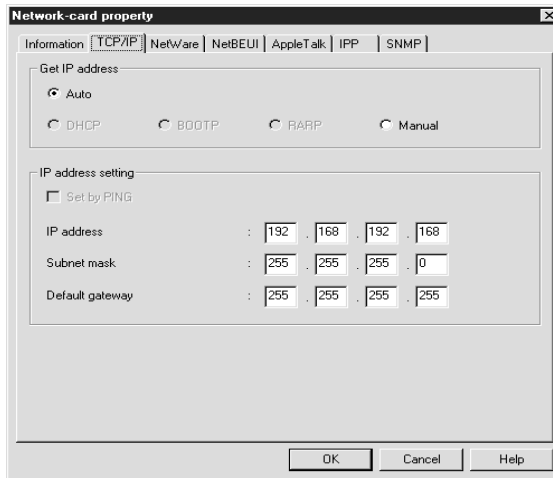 Network-card property
Information TCP/IP NetWare NetBEUI AppleTalk IPP SNMP
Get IP address
Auto
DHCP BOOTP RARP Manual
IP address setting
Set by PING
IP address : 192 . 168 . 192 . 168
Subnet mask : 255 . 255 . 255 . 0
Default gateway : 255 . 255 . 255 . 255
OK Cancel Help